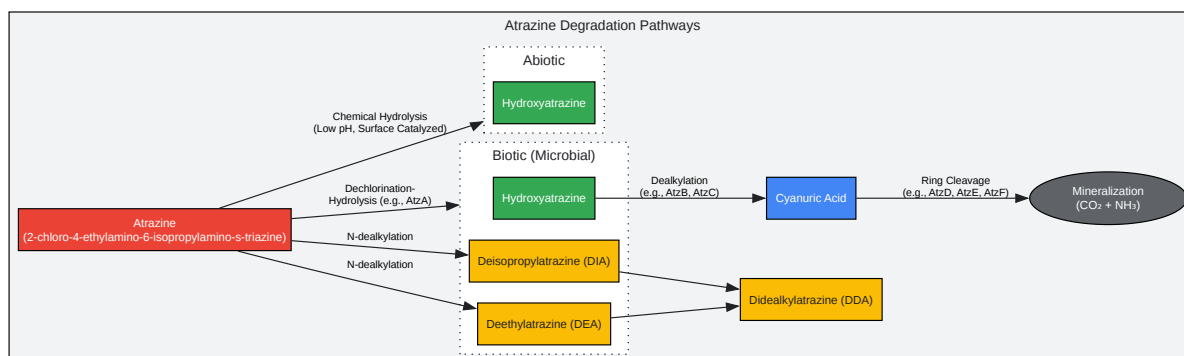 Atrazine Degradation Pathways
Abiotic
Hydroxyatrazine
Chemical Hydrolysis
(Low pH, Surface Catalyzed)
Biotic (Microbial)
Dechlorination-
Hydrolysis (e.g., AtzA)
Hydroxyatrazine
Dealkylation
(e.g., AtzB, AtzC)
Cyanuric Acid
Ring Cleavage
(e.g., AtzD, AtzE, AtzF)
Mineralization
(CO₂ + NH₃)
Atrazine
(2-chloro-4-ethylamino-6-isopropylamino-s-triazine)
N-dealkylation
Deisopropylatrazine (DIA)
N-dealkylation
Didealkylatrazine (DDA)
Deethylatrazine (DEA)